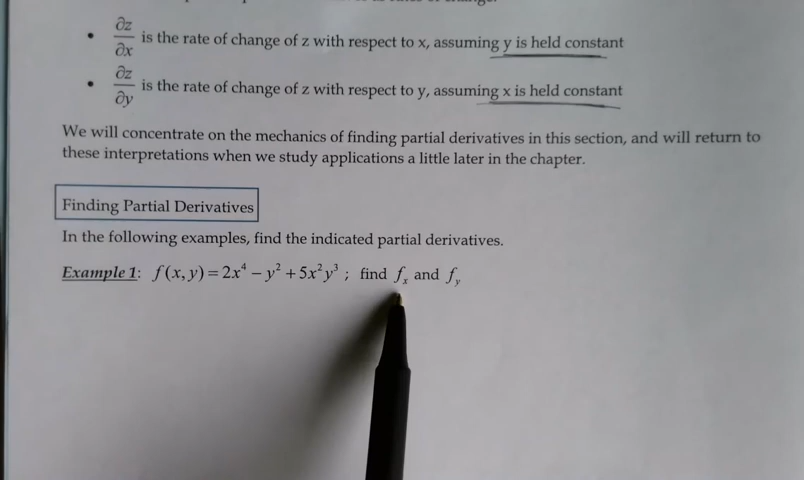 • ∂z/∂x is the rate of change of z with respect to x, assuming y is held constant
• ∂z/∂y is the rate of change of z with respect to y, assuming x is held constant
We will concentrate on the mechanics of finding partial derivatives in this section, and will return to
these interpretations when we study applications a little later in the chapter.
Finding Partial Derivatives
In the following examples, find the indicated partial derivatives.
Example 1: f(x,y)=2x⁴−y²+5x²y³ ; find fₓ and f_y